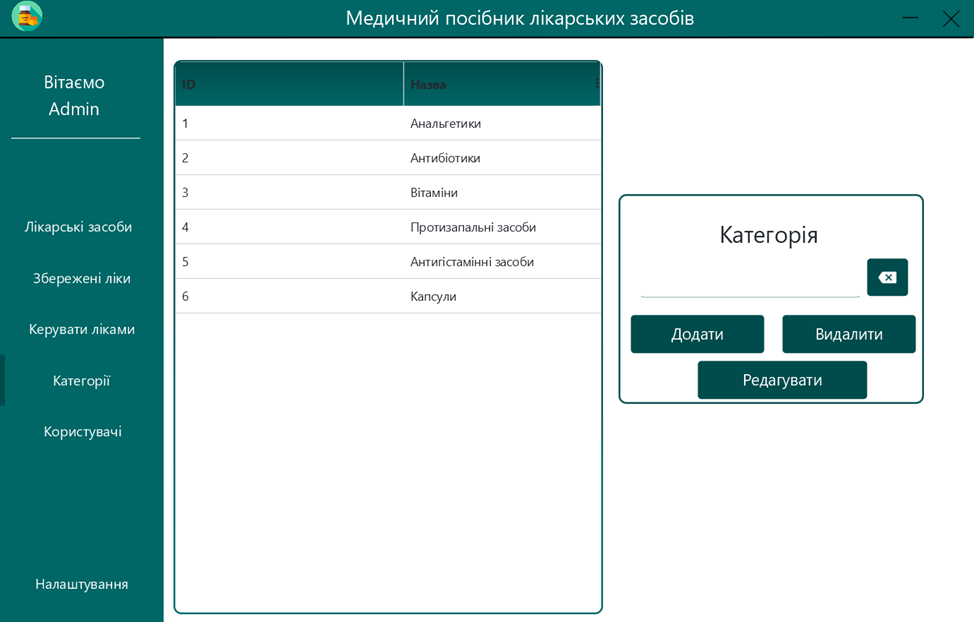 Медичний посібник лікарських засобів
Вітаємо
Admin
Лікарські засоби
Збережені ліки
Керувати ліками
Категорії
Користувачі
Налаштування
ID Назва
1 Анальгетики
2 Антибіотики
3 Вітаміни
4 Протизапальні засоби
5 Антигістамінні засоби
6 Капсули
Категорія
Додати Видалити
Редагувати